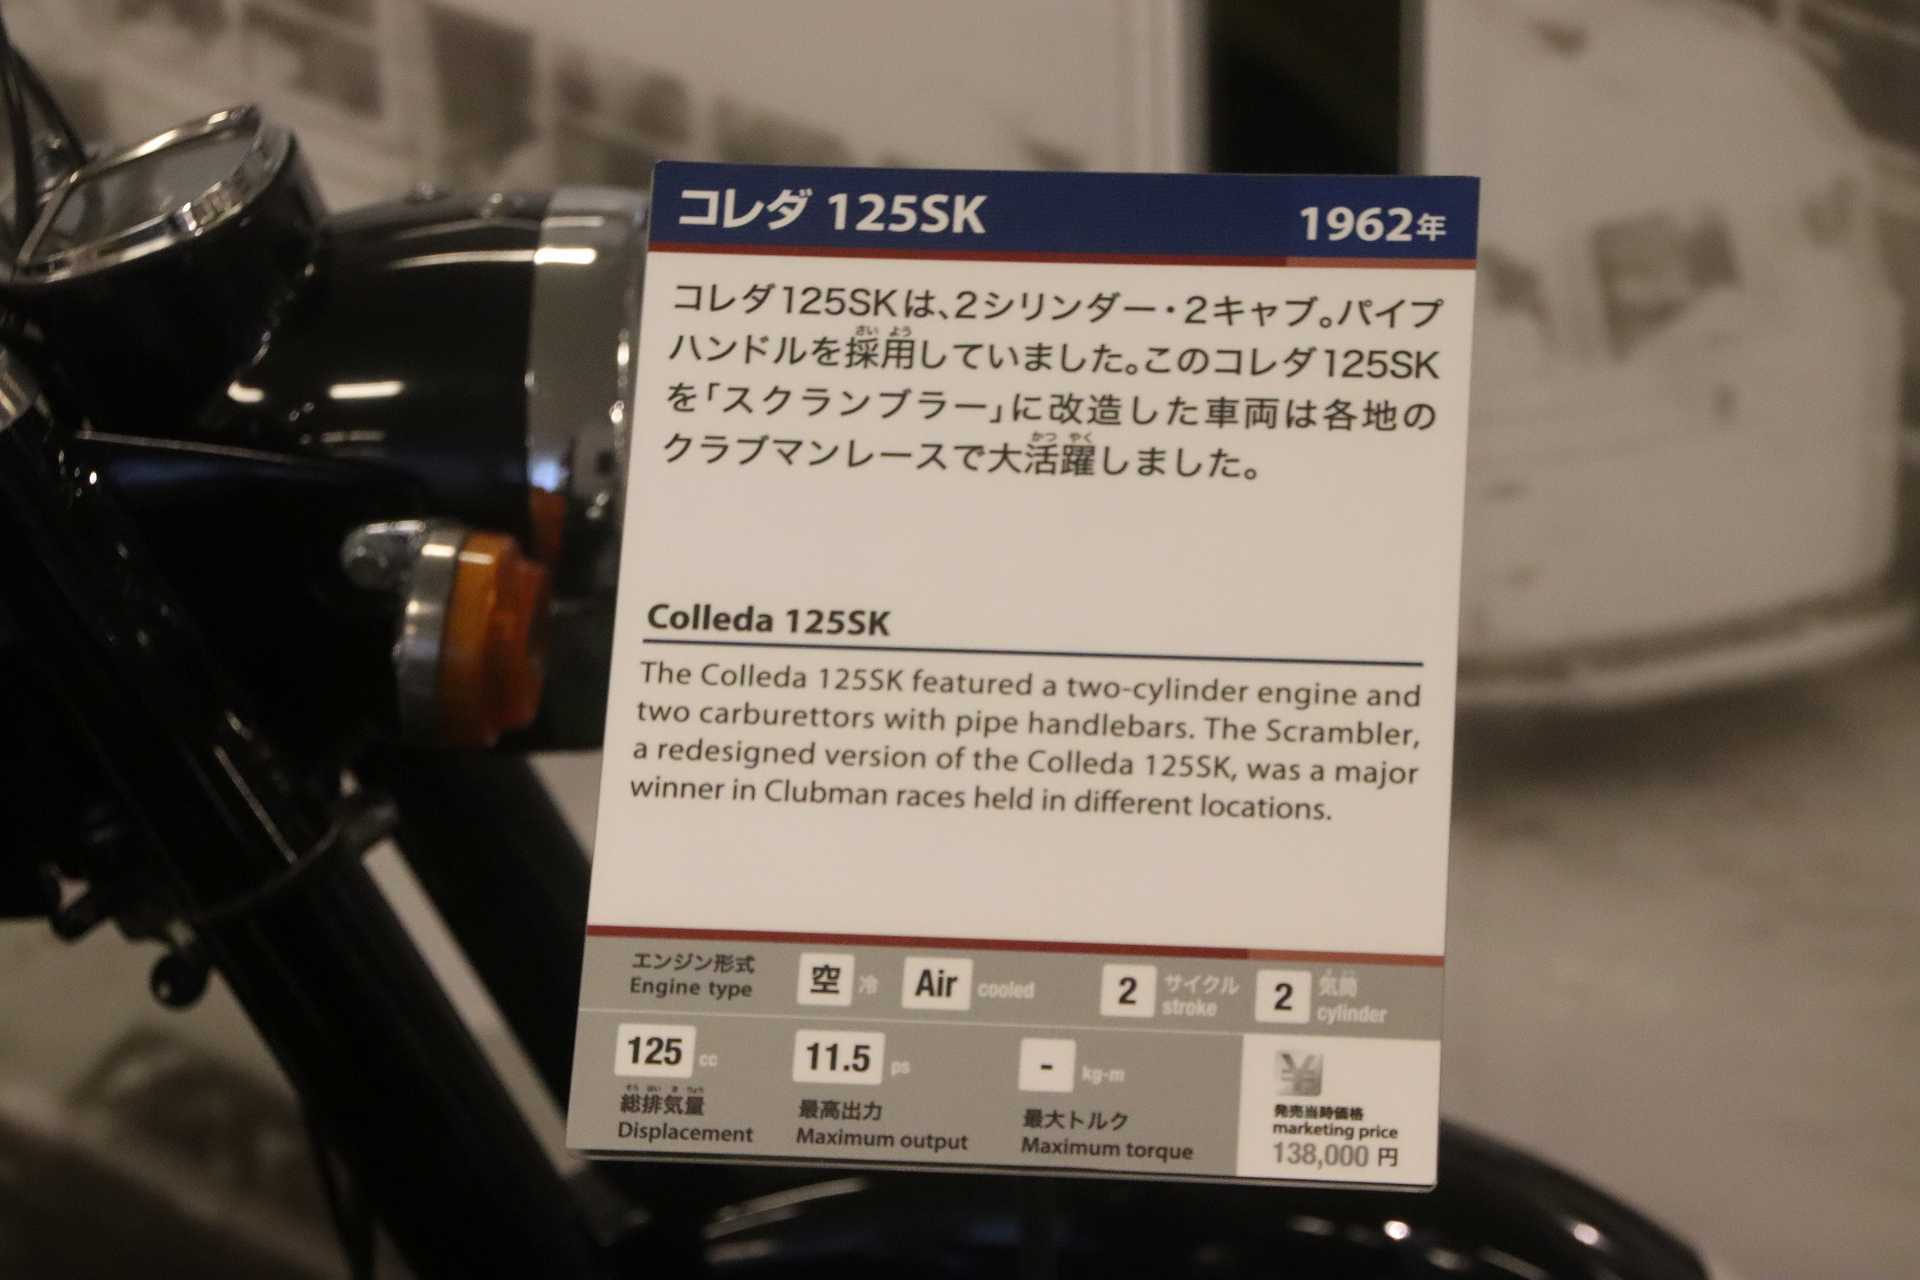 コレダ 125SK 1962年
コレダ125SKは、2シリンダー・2キャブ。パイプ
ハンドルを採用していました。このコレダ125SK
さい よう
を「スクランブラー」に改造した車両は各地の
クラブマンレースで大活躍しました。
かつ やく
Colleda 125SK
The Colleda 125SK featured a two-cylinder engine and
two carburettors with pipe handlebars. The Scrambler,
a redesigned version of the Colleda 125SK, was a major
winner in Clubman races held in different locations.
エンジン形式 空 冷 Air cooled 2 サイクル 2 気筒
Engine type stroke cylinder
125 cc 11.5 ps - kg-m
総排気量 最高出力 最大トルク 発売当時価格
Displacement Maximum output Maximum torque marketing price
138,000 円